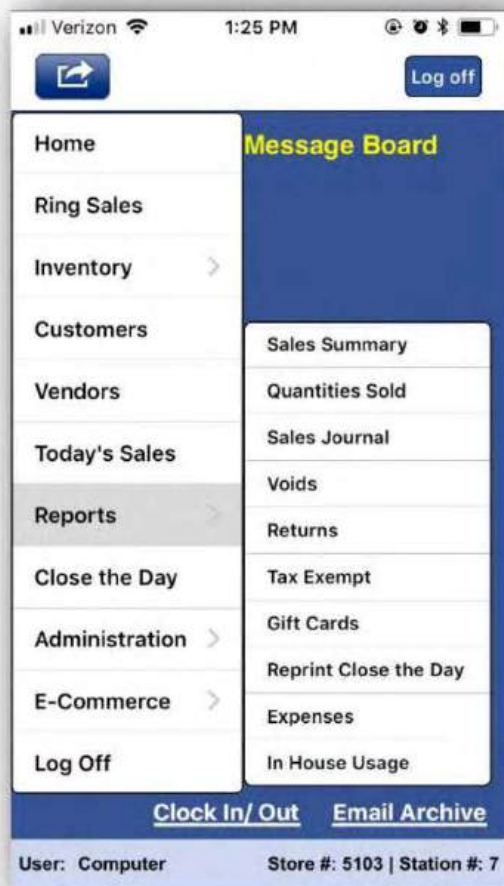 Verizon 1:25 PM
Log off
Message Board
Home
Ring Sales
Inventory
Customers
Vendors
Today's Sales
Reports
Close the Day
Administration
E-Commerce
Log Off
Sales Summary
Quantities Sold
Sales Journal
Voids
Returns
Tax Exempt
Gift Cards
Reprint Close the Day
Expenses
In House Usage
Clock In/ Out Email Archive
User: Computer Store #: 5103 | Station #: 7